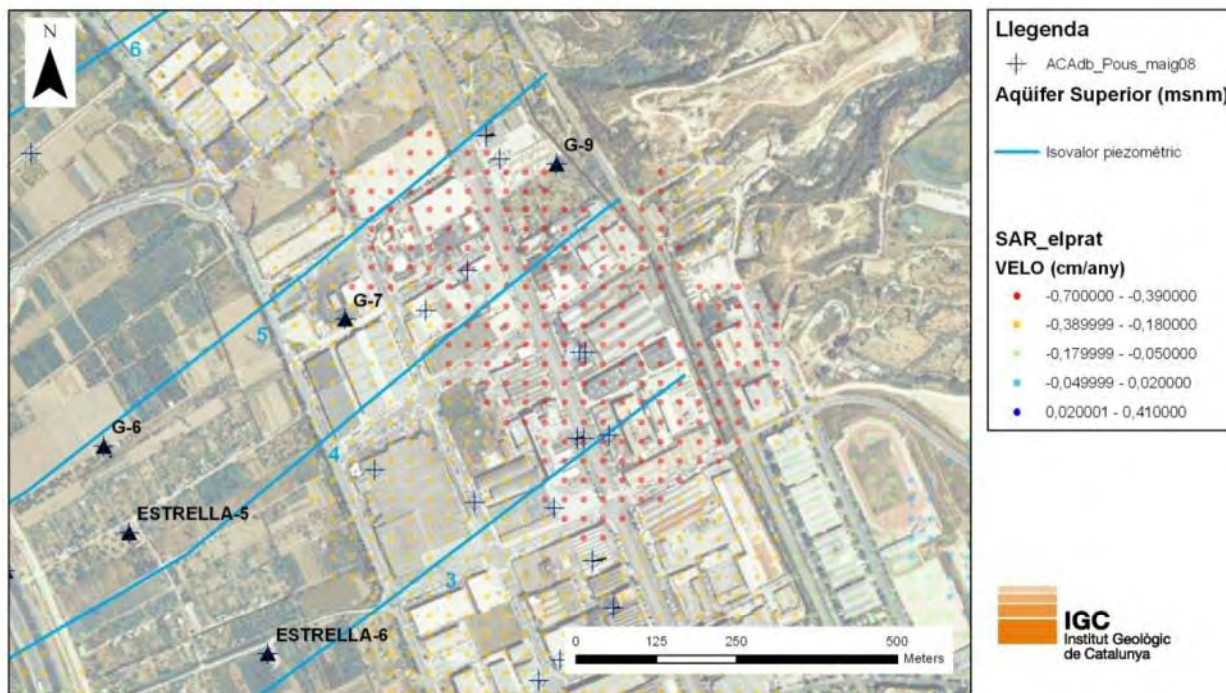 N
6
G-9
G-7
5
G-6
4
ESTRELLA-5
3
ESTRELLA-6
0 125 250 500
Meters
Llegenda
ACAdb_Pous_maig08
Aqüífer Superior (msnm)
Isovalor piezomètric
SAR_elprat
VELO (cm/any)
-0,700000 - -0,390000
-0,389999 - -0,180000
-0,179999 - -0,050000
-0,049999 - 0,020000
0,020001 - 0,410000
IGC
Institut Geològic
de Catalunya